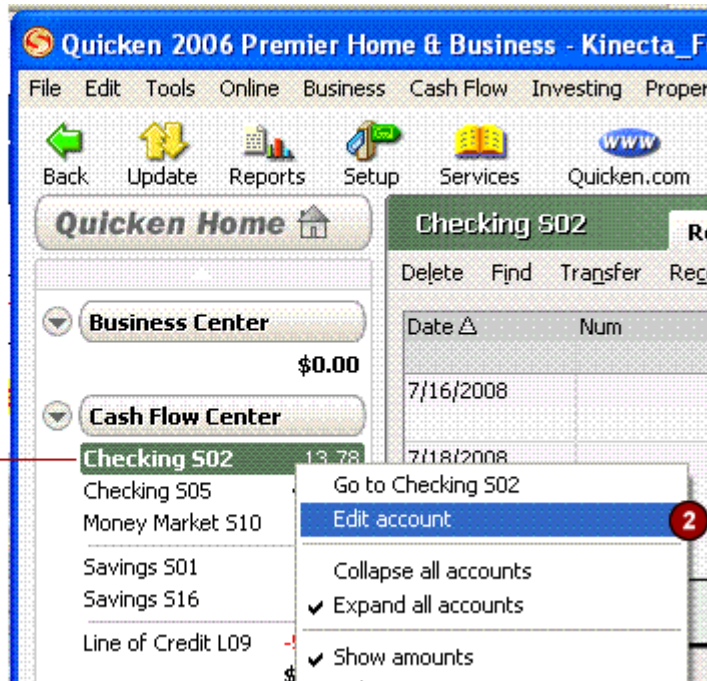 Quicken 2006 Premier Home & Business - Kinecta_F
File Edit Tools Online Business Cash Flow Investing Proper
Back Update Reports Setup Services Quicken.com
WWW
Quicken Home
Checking S02
Delete Find Transfer
Business Center
$0.00
Date Num
7/16/2008
Cash Flow Center
Checking S02 13.78
7/18/2008
Checking S05
Money Market S10
Savings S01
Savings S16
Line of Credit L09
$
Go to Checking S02
Edit account
2
Collapse all accounts
Expand all accounts
Show amounts